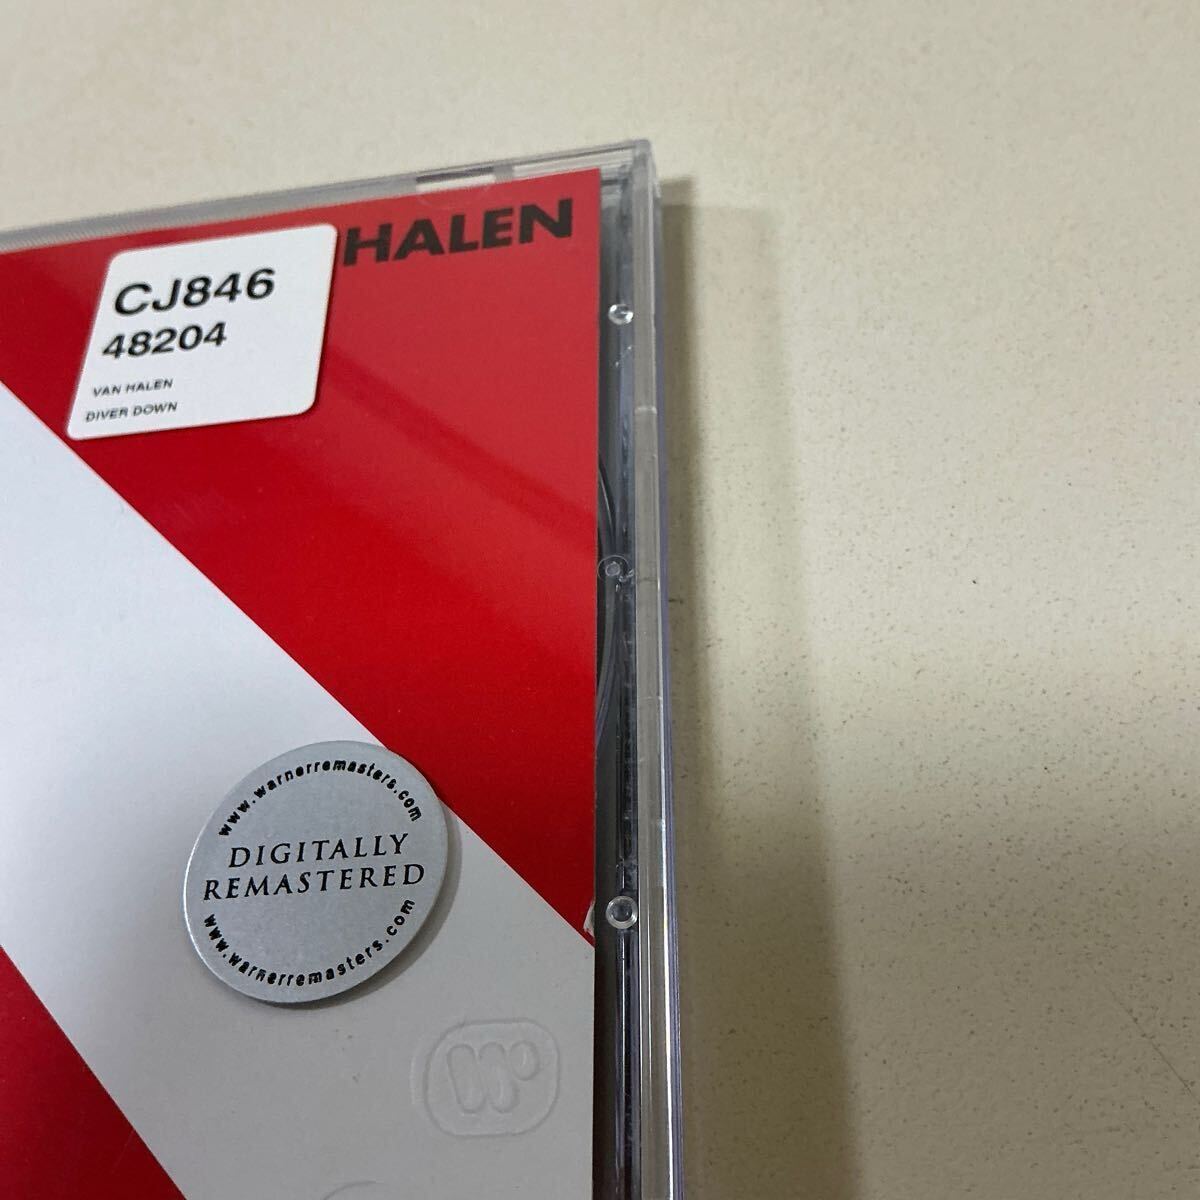 HALEN
CJ846
48204
VAN HALEN
DIVER DOWN
www.warnerremasters.com
DIGITALLY
REMASTERED
www.warnerremasters.com